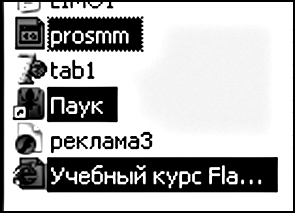 prosmm
tab1
Паук
реклама3
Учебный курс Fla...